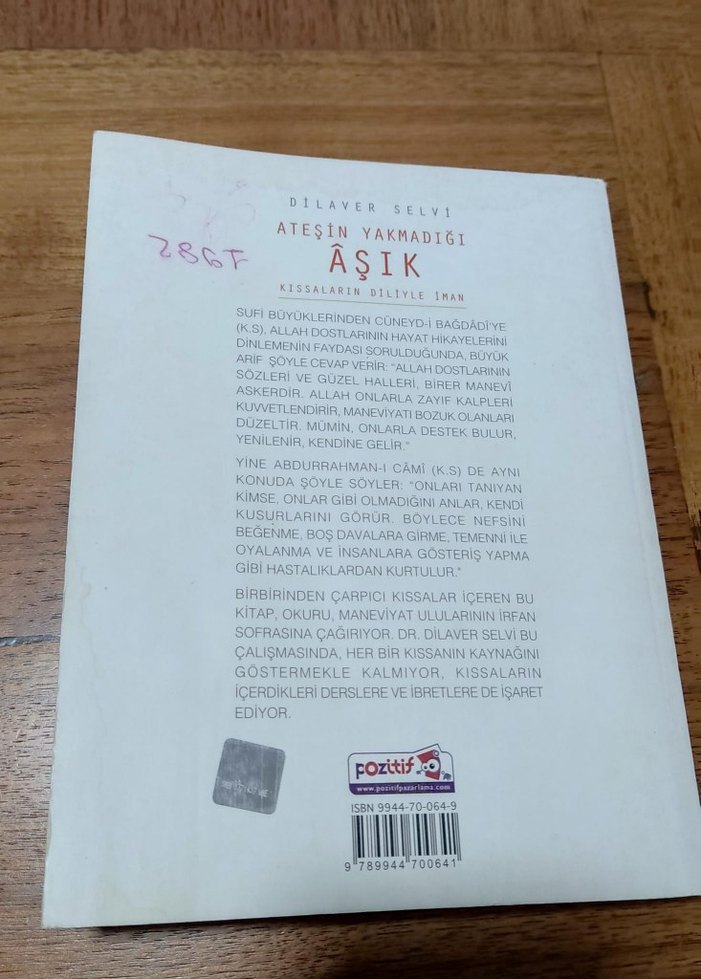 DİLAVER SELVİ
ATEŞİN YAKMADIĞI
ÂŞIK
KISSALARIN DİLİYLE İMAN
SUFİ BÜYÜKLERİNDEN CÜNEYD-İ BAĞDÂDÎ'YE
(K.S), ALLAH DOSTLARININ HAYAT HİKAYELERİNİ
DİNLEMENİN FAYDASI SORULDUĞUNDA, BÜYÜK
ARİF ŞÖYLE CEVAP VERİR: "ALLAH DOSTLARININ
SÖZLERİ VE GÜZEL HALLERİ, BİRER MANEVİ
ASKERDİR. ALLAH ONLARLA ZAYIF KALPLERİ
KUVVETLENDİRİR, MANEVİYATI BOZUK OLANLARI
DÜZELTİR. MÜMİN, ONLARLA DESTEK BULUR,
YENİLENİR, KENDİNE GELİR."
YİNE ABDURRAHMAN-I CÂMÎ (K.S) DE AYNI
KONUDA ŞÖYLE SÖYLER: "ONLARI TANIYAN
KİMSE, ONLAR GİBİ OLMADIĞINI ANLAR, KENDİ
KUSURLARINI GÖRÜR. BÖYLECE NEFSİNİ
BEĞENME, BOŞ DAVALARA GİRME, TEMENNİ İLE
OYALANMA VE İNSANLARA GÖSTERİŞ YAPMA
GİBİ HASTALIKLARDAN KURTULUR."
BİRBİRİNDEN ÇARPICI KISSALAR İÇEREN BU
KİTAP, OKURU, MANEVİYAT ULULARININ İRFAN
SOFRASINA ÇAĞIRIYOR. DR. DİLAVER SELVİ BU
ÇALIŞMASINDA, HER BİR KISSANIN KAYNAĞINI
GÖSTERMEKLE KALMIYOR, KISSALARIN
İÇERDİKLERİ DERSLERE VE İBRETLERE DE İŞARET
EDİYOR.
pozitif
www.pozitifpazarlama.com
ISBN 9944-70-064-9
9 789944 700641